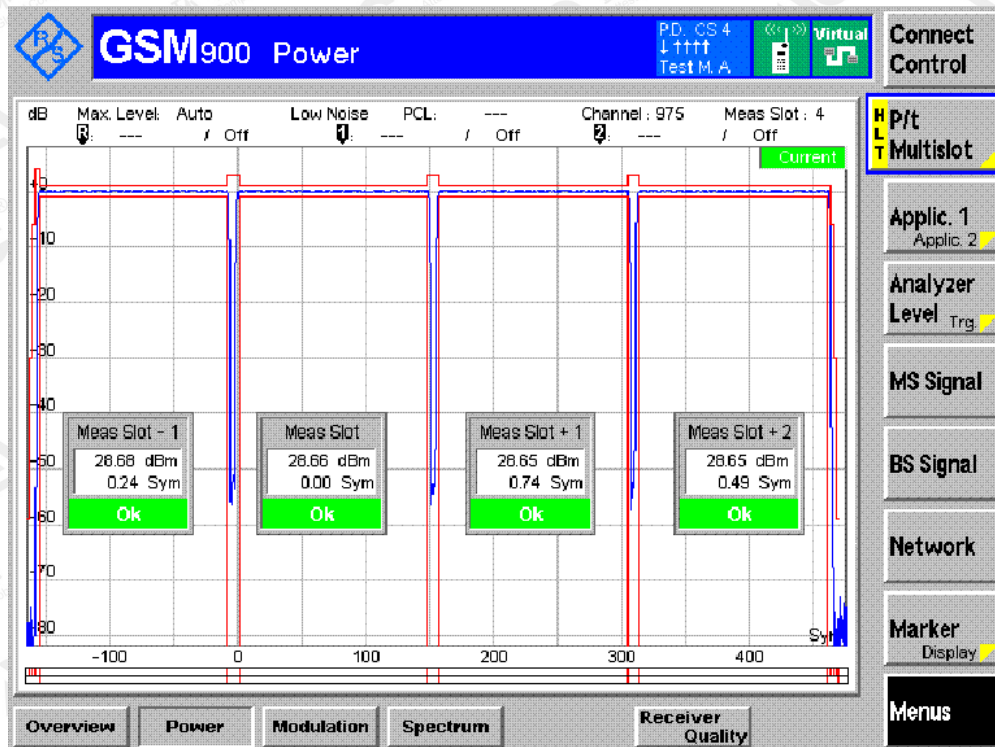 R S
GSM900 Power
P.D. CS 4
↓ ↑↑↑↑
Test M. A.
Virtual
Connect Control
dB Max. Level: Auto Low Noise PCL: --- Channel : 975 Meas Slot : 4
R: --- / Off 1: --- / Off 2: --- / Off
Current
HLT
P/t Multislot
Applic. 1
Applic. 2
Analyzer Level Trg.
MS Signal
BS Signal
Network
Marker
Display
Menus
+0
-10
-20
-30
-40
-50
-60
-70
-80
Meas Slot - 1
28.68 dBm
0.24 Sym
Ok
Meas Slot
28.66 dBm
0.00 Sym
Ok
Meas Slot + 1
28.65 dBm
0.74 Sym
Ok
Meas Slot + 2
28.65 dBm
0.49 Sym
Ok
Sym
-100 0 100 200 300 400
Overview Power Modulation Spectrum Receiver Quality